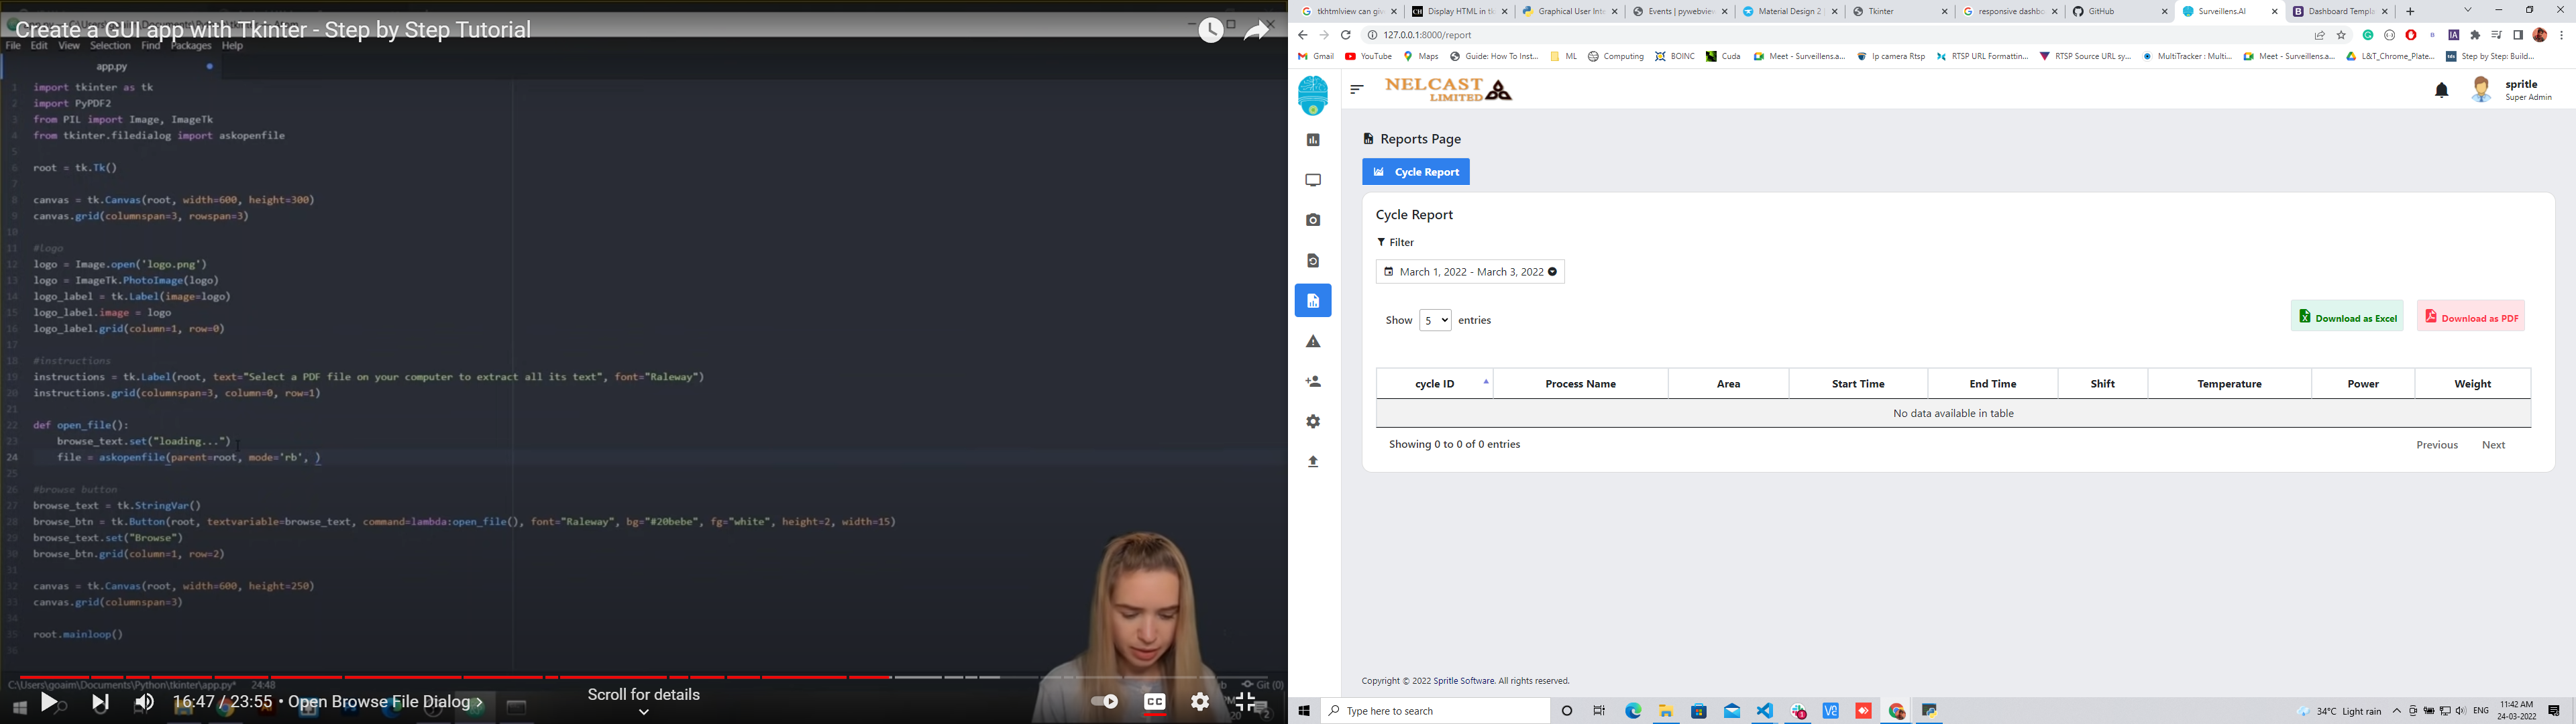 Create a GUI app with Tkinter - Step by Step Tutorial
File Edit View Selection Find Packages Help
app.py
1 import tkinter as tk
2 import PyPDF2
3 from PIL import Image, ImageTk
4 from tkinter.filedialog import askopenfile
5
6 root = tk.Tk()
7
8 canvas = tk.Canvas(root, width=600, height=300)
9 canvas.grid(columnspan=3, rowspan=3)
10
11 #logo
12 logo = Image.open('logo.png')
13 logo = ImageTk.PhotoImage(logo)
14 logo_label = tk.Label(image=logo)
15 logo_label.image = logo
16 logo_label.grid(column=1, row=0)
17
18 #instructions
19 instructions = tk.Label(root, text="Select a PDF file on your computer to extract all its text", font="Raleway")
20 instructions.grid(columnspan=3, column=0, row=1)
21
22 def open_file():
23 browse_text.set("loading...")
24 file = askopenfile(parent=root, mode='rb', )
25
26 #browse button
27 browse_text = tk.StringVar()
28 browse_btn = tk.Button(root, textvariable=browse_text, command=lambda:open_file(), font="Raleway", bg="#20bebe", fg="white", height=2, width=15)
29 browse_text.set("Browse")
30 browse_btn.grid(column=1, row=2)
31
32 canvas = tk.Canvas(root, width=600, height=250)
33 canvas.grid(columnspan=3)
34
35 root.mainloop()
36
C:\Users\goaim\Documents\Python\tkinter\app.py* 24:48
Git (0)
16:47 / 23:55 • Open Browse File Dialog
Scroll for details
CC
tkhtmlview can giv
Display HTML in tk
Graphical User Inte
Events | pywebview
Material Design 2
Tkinter
responsive dashbo
GitHub
Surveillens.AI
Dashboard Templa
127.0.0.1:8000/report
Gmail YouTube Maps Guide: How To Inst... ML Computing BOINC Cuda Meet - Surveillens.a... Ip camera Rtsp RTSP URL Formattin... RTSP Source URL sy... MultiTracker : Multi... Meet - Surveillens.a... L&T_Chrome_Plate... Step by Step: Build...
NELCAST
LIMITED
spritle
Super Admin
Reports Page
Cycle Report
Cycle Report
Filter
March 1, 2022 - March 3, 2022
Show 5 entries
Download as Excel
Download as PDF
cycle ID Process Name Area Start Time End Time Shift Temperature Power Weight
No data available in table
Showing 0 to 0 of 0 entries
Previous Next
Copyright © 2022 Spritle Software. All rights reserved.
Type here to search
34°C Light rain
ENG
11:42 AM
24-03-2022